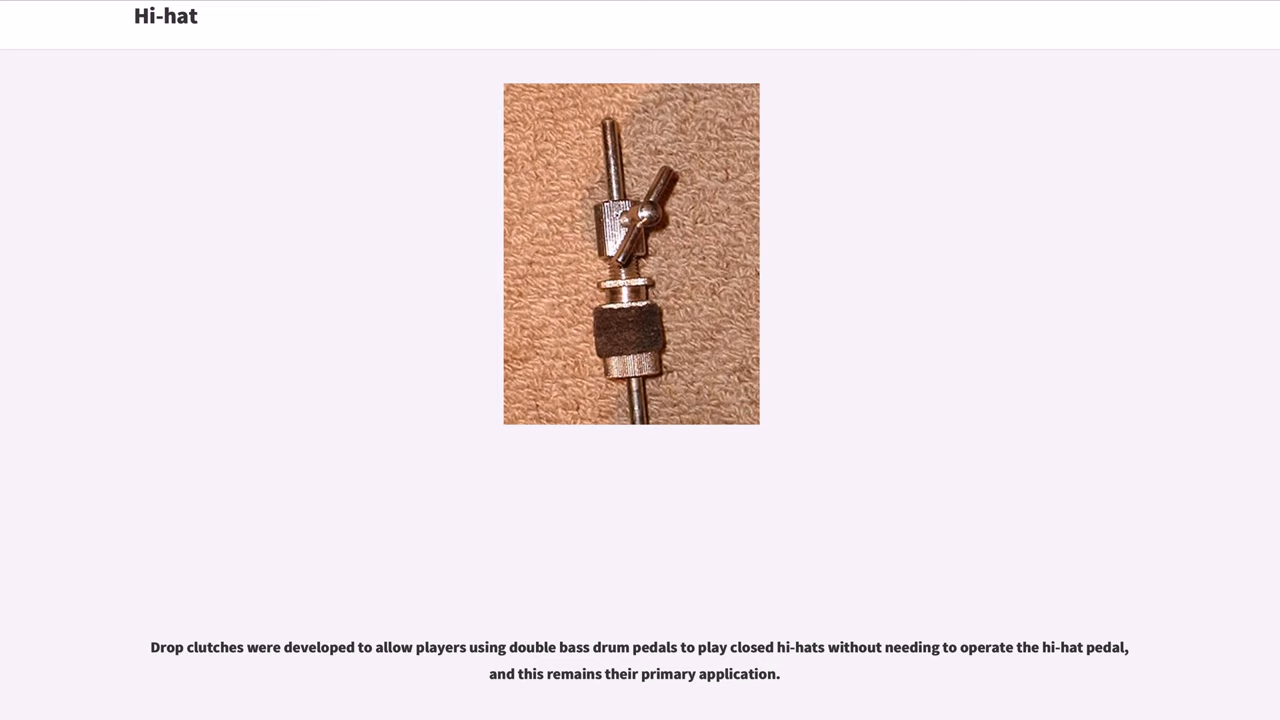 Hi-hat
Drop clutches were developed to allow players using double bass drum pedals to play closed hi-hats without needing to operate the hi-hat pedal,
and this remains their primary application.